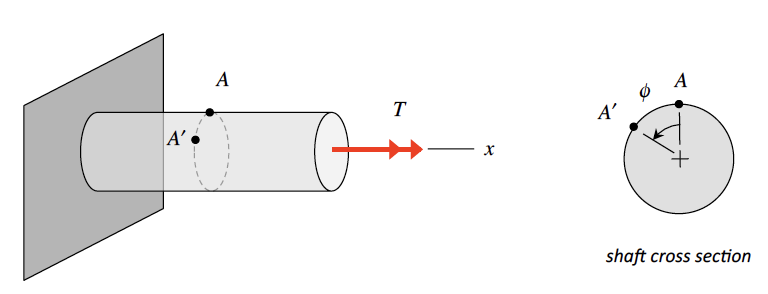 A
A′
T
x
ϕ
A
A′
shaft cross section